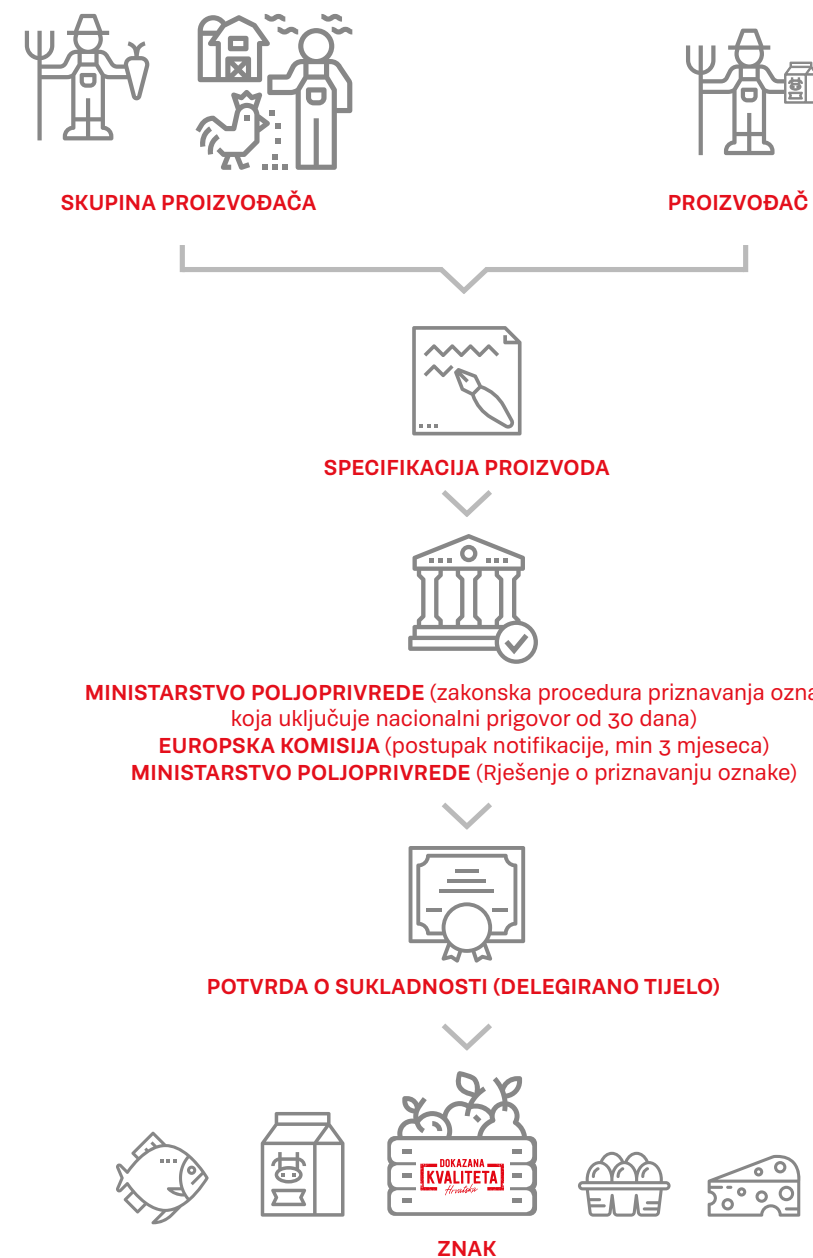 SKUPINA PROIZVOĐAČA
PROIZVOĐAČ
SPECIFIKACIJA PROIZVODA
MINISTARSTVO POLJOPRIVREDE (zakonska procedura priznavanja
koja uključuje nacionalni prigovor od 30 dana)
EUROPSKA KOMISIJA (postupak notifikacije, min 3 mjeseca)
MINISTARSTVO POLJOPRIVREDE (Rješenje o priznavanju oznake)
POTVRDA O SUKLADNOSTI (DELEGIRANO TIJELO)
DOKAZANA
KVALITETA
Hrvatska
ZNAK